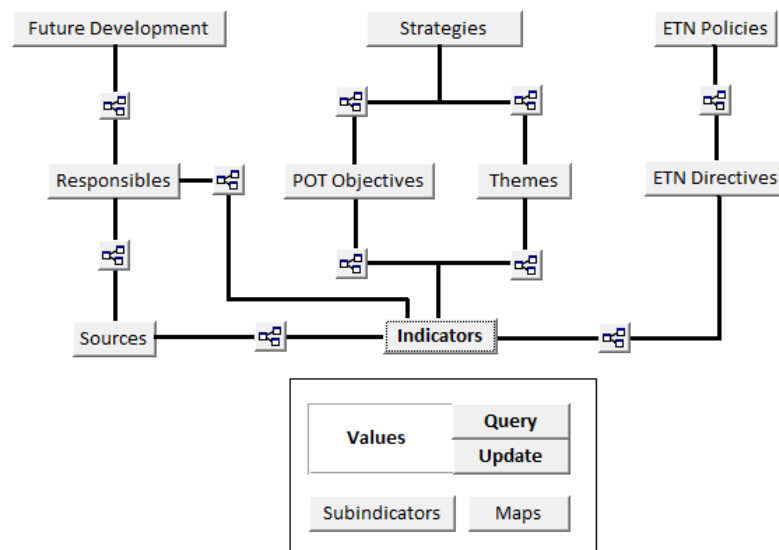 Future Development
Strategies
ETN Policies
Responsibles
POT Objectives
Themes
ETN Directives
Sources
Indicators
Values
Query
Update
Subindicators
Maps